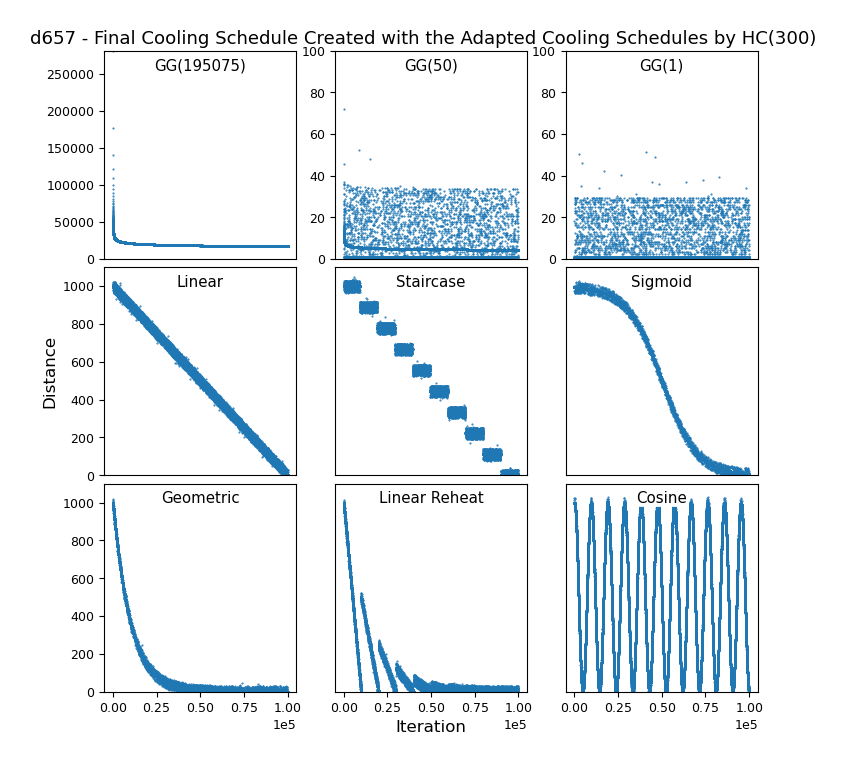 d657 - Final Cooling Schedule Created with the Adapted Cooling Schedules by HC(300)
GG(195075)
GG(50)
GG(1)
250000
200000
150000
100000
50000
0
100
80
60
40
20
0
100
80
60
40
20
0
Linear
Staircase
Sigmoid
1000
800
600
400
200
0
Distance
Geometric
Linear Reheat
Cosine
1000
800
600
400
200
0
0.00 0.25 0.50 0.75 1.00
1e5
0.00 0.25 0.50 0.75 1.00
1e5
0.00 0.25 0.50 0.75 1.00
1e5
Iteration